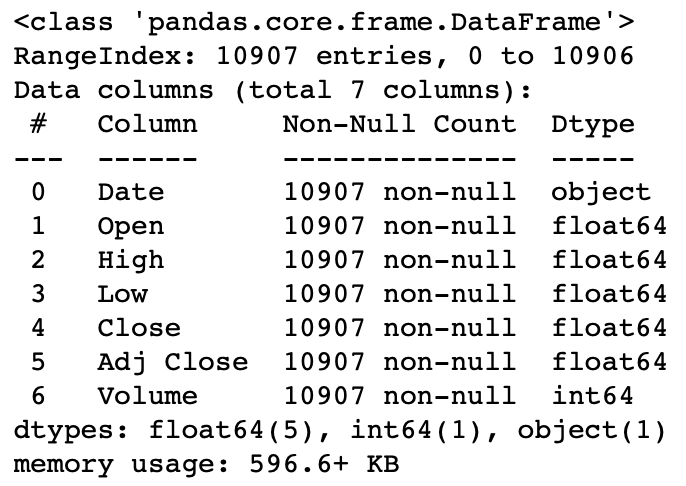 <class 'pandas.core.frame.DataFrame'>
RangeIndex: 10907 entries, 0 to 10906
Data columns (total 7 columns):
 #   Column     Non-Null Count  Dtype
---  ------     --------------  -----
 0   Date       10907 non-null  object
 1   Open       10907 non-null  float64
 2   High       10907 non-null  float64
 3   Low        10907 non-null  float64
 4   Close      10907 non-null  float64
 5   Adj Close  10907 non-null  float64
 6   Volume     10907 non-null  int64
dtypes: float64(5), int64(1), object(1)
memory usage: 596.6+ KB